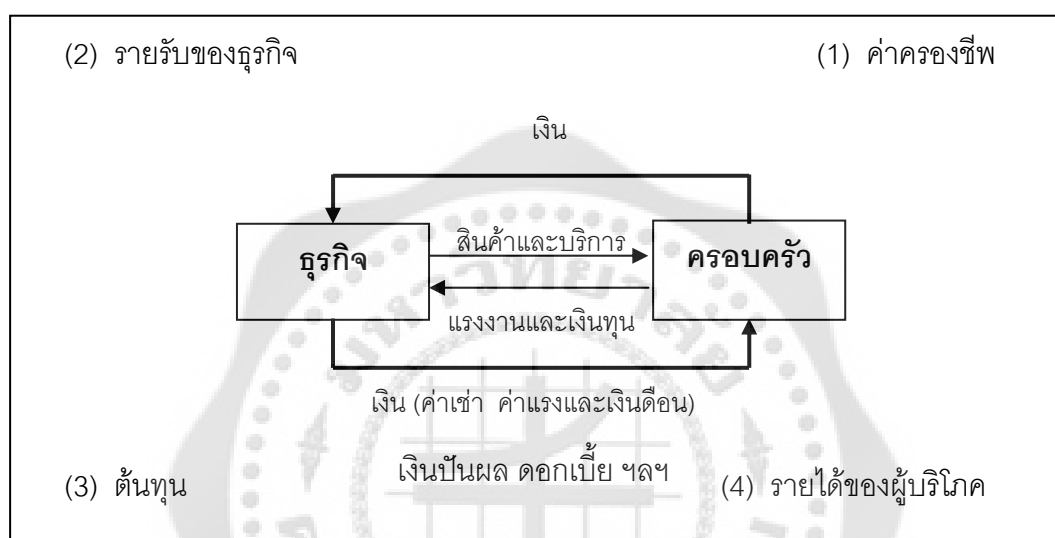 (2) รายรับของธุรกิจ (1) ค่าครองชีพ
เงิน
ธุรกิจ สินค้าและบริการ ครอบครัว
แรงงานและเงินทุน
เงิน (ค่าเช่า ค่าแรงและเงินดือน)
เงินปันผล ดอกเบี้ย ฯลฯ
(3) ต้นทุน (4) รายได้ของผู้บริโภค